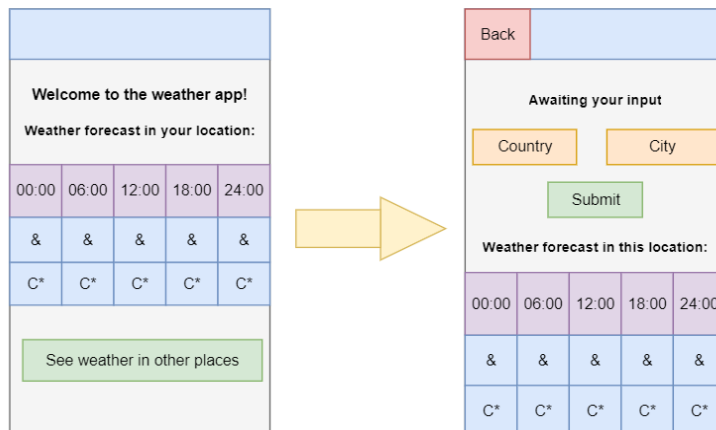 Welcome to the weather app!
Weather forecast in your location:
00:00 06:00 12:00 18:00 24:00
& & & & &
C* C* C* C* C*
See weather in other places
Back
Awaiting your input
Country City
Submit
Weather forecast in this location:
00:00 06:00 12:00 18:00 24:00
& & & & &
C* C* C* C* C*